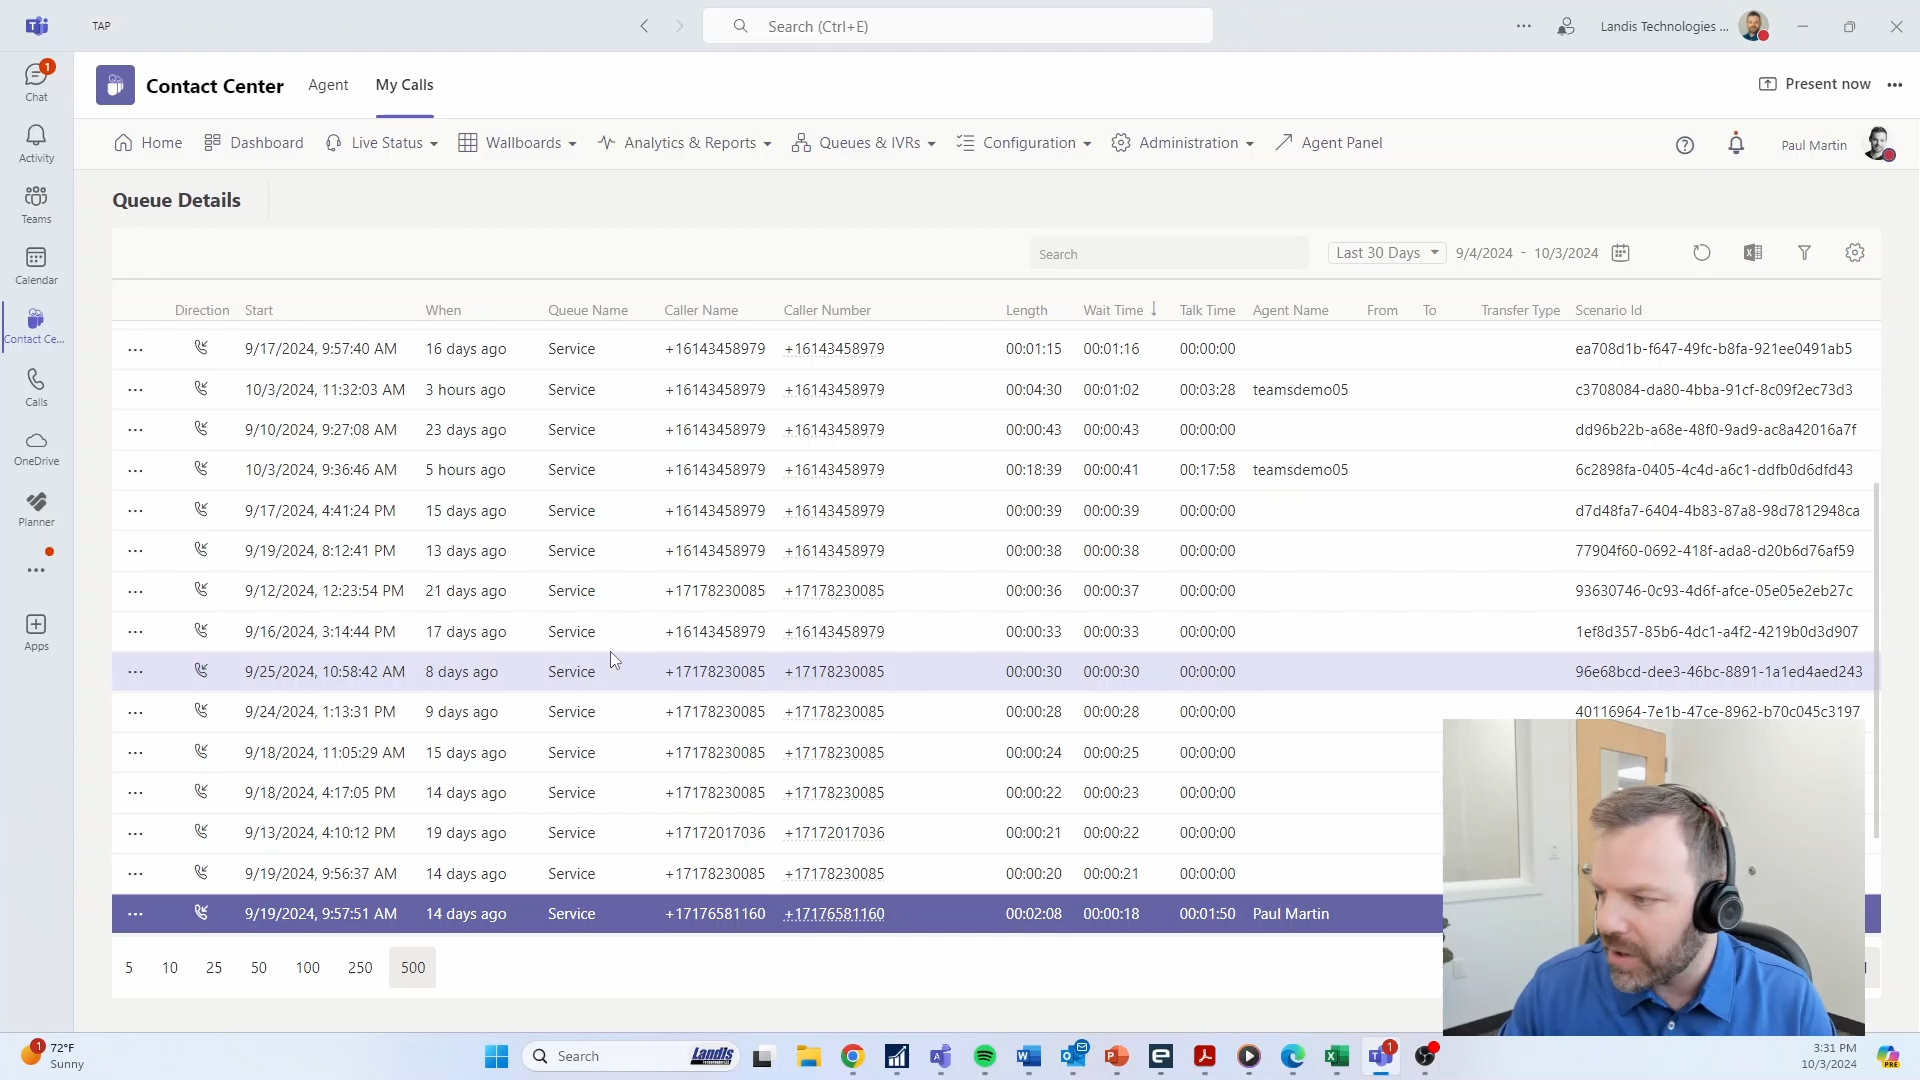 TAP
Search (Ctrl+E)
Landis Technologies ...
1
Chat
Activity
Teams
Calendar
Contact Ce...
Calls
OneDrive
Planner
Apps
Contact Center Agent My Calls
Present now
Home Dashboard Live Status Wallboards Analytics & Reports Queues & IVRs Configuration Administration Agent Panel
Paul Martin
Queue Details
Search Last 30 Days 9/4/2024 - 10/3/2024
Direction Start When Queue Name Caller Name Caller Number Length Wait Time ↓ Talk Time Agent Name From To Transfer Type Scenario Id
... 9/17/2024, 9:57:40 AM 16 days ago Service +16143458979 +16143458979 00:01:15 00:01:16 00:00:00 ea708d1b-f647-49fc-b8fa-921ee0491ab5
... 10/3/2024, 11:32:03 AM 3 hours ago Service +16143458979 +16143458979 00:04:30 00:01:02 00:03:28 teamsdemo05 c3708084-da80-4bba-91cf-8c09f2ec73d3
... 9/10/2024, 9:27:08 AM 23 days ago Service +16143458979 +16143458979 00:00:43 00:00:43 00:00:00 dd96b22b-a68e-48f0-9ad9-ac8a42016a7f
... 10/3/2024, 9:36:46 AM 5 hours ago Service +16143458979 +16143458979 00:18:39 00:00:41 00:17:58 teamsdemo05 6c2898fa-0405-4c4d-a6c1-ddfb0d6dfd43
... 9/17/2024, 4:41:24 PM 15 days ago Service +16143458979 +16143458979 00:00:39 00:00:39 00:00:00 d7d48fa7-6404-4b83-87a8-98d7812948ca
... 9/19/2024, 8:12:41 PM 13 days ago Service +16143458979 +16143458979 00:00:38 00:00:38 00:00:00 77904f60-0692-418f-ada8-d20b6d76af59
... 9/12/2024, 12:23:54 PM 21 days ago Service +17178230085 +17178230085 00:00:36 00:00:37 00:00:00 93630746-0c93-4d6f-afce-05e05e2eb27c
... 9/16/2024, 3:14:44 PM 17 days ago Service +16143458979 +16143458979 00:00:33 00:00:33 00:00:00 1ef8d357-85b6-4dc1-a4f2-4219b0d3d907
... 9/25/2024, 10:58:42 AM 8 days ago Service +17178230085 +17178230085 00:00:30 00:00:30 00:00:00 96e68bcd-dee3-46bc-8891-1a1ed4aed243
... 9/24/2024, 1:13:31 PM 9 days ago Service +17178230085 +17178230085 00:00:28 00:00:28 00:00:00 40116964-7e1b-47ce-8962-b70c045c3197
... 9/18/2024, 11:05:29 AM 15 days ago Service +17178230085 +17178230085 00:00:24 00:00:25 00:00:00
... 9/18/2024, 4:17:05 PM 14 days ago Service +17178230085 +17178230085 00:00:22 00:00:23 00:00:00
... 9/13/2024, 4:10:12 PM 19 days ago Service +17172017036 +17172017036 00:00:21 00:00:22 00:00:00
... 9/19/2024, 9:56:37 AM 14 days ago Service +17178230085 +17178230085 00:00:20 00:00:21 00:00:00
... 9/19/2024, 9:57:51 AM 14 days ago Service +17176581160 +17176581160 00:02:08 00:00:18 00:01:50 Paul Martin
5 10 25 50 100 250 500
1 72°F
Sunny
Search Landis
1
3:31 PM
10/3/2024
PRE